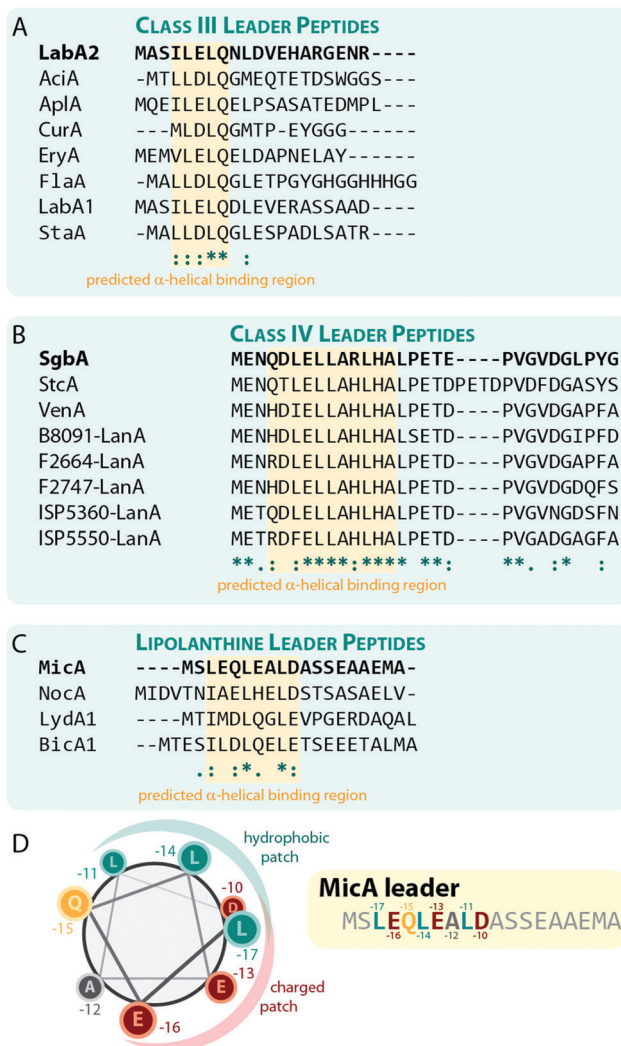 A CLASS III LEADER PEPTIDES
LabA2 MASILELQNLDVEHARGENR----
AciA -MTLLDLQGMEQTETDSWGGS---
AplA MQEILELQELPSASATEDMPL---
CurA ---MLDLQGMTP-EYGGG------
EryA MEMVLELQELDAPNELAY------
FlaA -MALLDLQGLETPGYGHGGHHHGG
LabA1 MASILELQDLEVERASSAAD----
StaA -MALLDLQGLESPADLSATR----
:::** :
predicted α-helical binding region
B CLASS IV LEADER PEPTIDES
SgbA MENQDLELLARLHALPETE----PVGVDGLPYG
StcA MENQTLELLAHLHALPETDPETDPVDFDGASYS
VenA MENHDIELLAHLHALPETD----PVGVDGAPFA
B8091-LanA MENHDLELLAHLHALSETD----PVGVDGIPFD
F2664-LanA MENRDLELLAHLHALPETD----PVGVDGAPFA
F2747-LanA MENHDLELLAHLHALPETD----PVGVDGDQFS
ISP5360-LanA METQDLELLAHLHALPETD----PVGVNGDSFN
ISP5550-LanA METRDFELLAHLHALPETD----PVGADGAGFA
**.: :****:**** **: **. :* :
predicted α-helical binding region
C LIPOLANTHINE LEADER PEPTIDES
MicA ----MSLEQLEALDASSEAAEMA-
NocA MIDVTNIAELHELDSTSASAELV-
LydA1 ----MTIMDLQGLEVPGERDAQAL
BicA1 --MTESILDLQELETSEEETALMA
.: :*. *:
predicted α-helical binding region
D
hydrophobic
patch
-14 L
L -11
-10 D
Q -15
L -17
-13 E
A -12
E -16
charged
patch
MicA leader
-17 -15 -13 -11
MSLEQLEALDASSEAAEMA
-16 -14 -12 -10